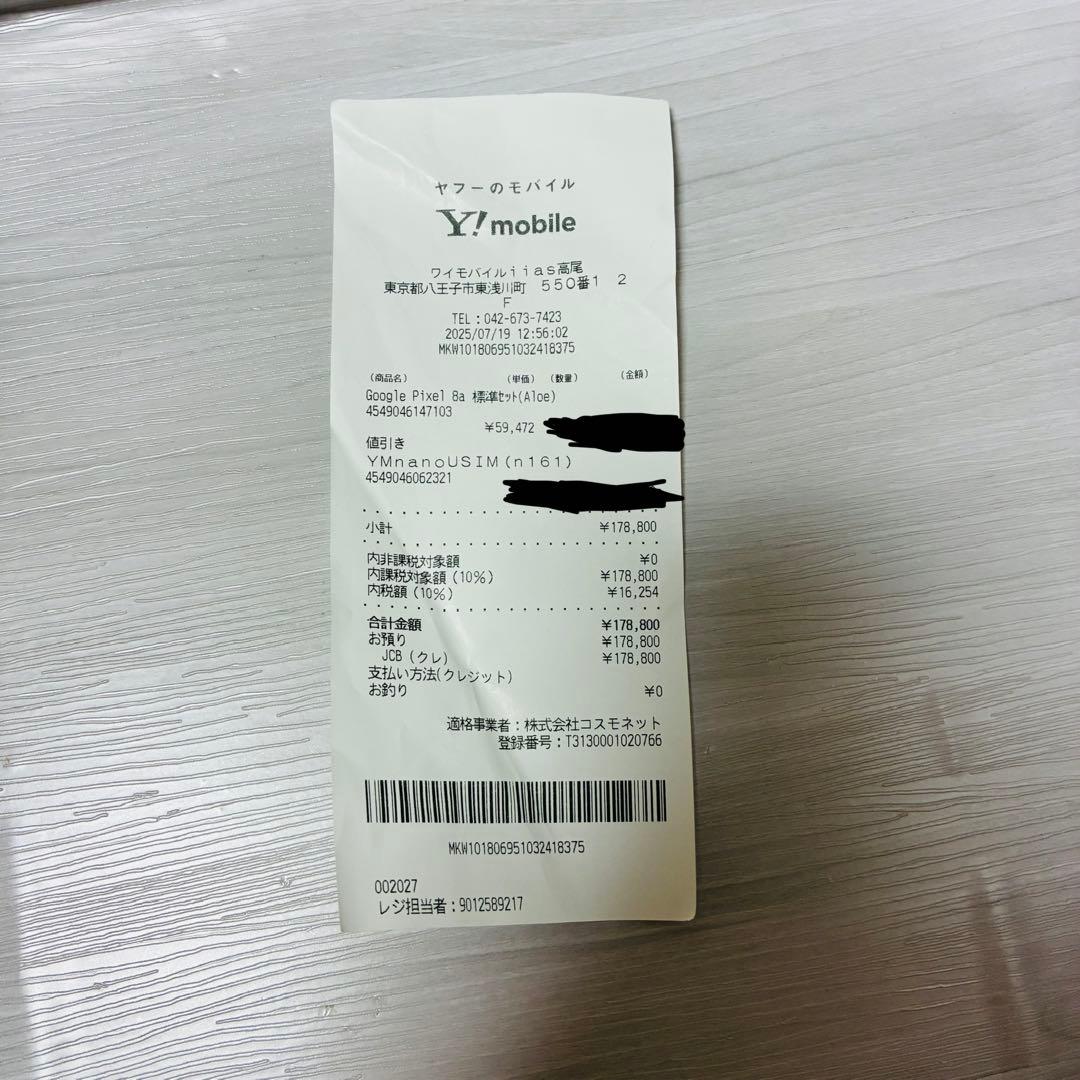 ヤフーのモバイル
Y!mobile
ワイモバイルiias高尾
東京都八王子市東浅川町 550番1 2
F
TEL:042-673-7423
2025/07/19 12:56:02
MKW101806951032418375
(商品名) (単価) (数量) (金額)
Google Pixel 8a 標準ｾｯﾄ(Aloe)
4549046147103
¥59,472
値引き
YMnanoUSIM(n161)
4549046062321
小計 ¥178,800
内非課税対象額 ¥0
内課税対象額(10%) ¥178,800
内税額(10%) ¥16,254
合計金額 ¥178,800
お預り ¥178,800
JCB(クレ) ¥178,800
支払い方法(クレジット)
お釣り ¥0
適格事業者:株式会社コスモネット
登録番号:T3130001020766
MKW101806951032418375
002027
レジ担当者:9012589217